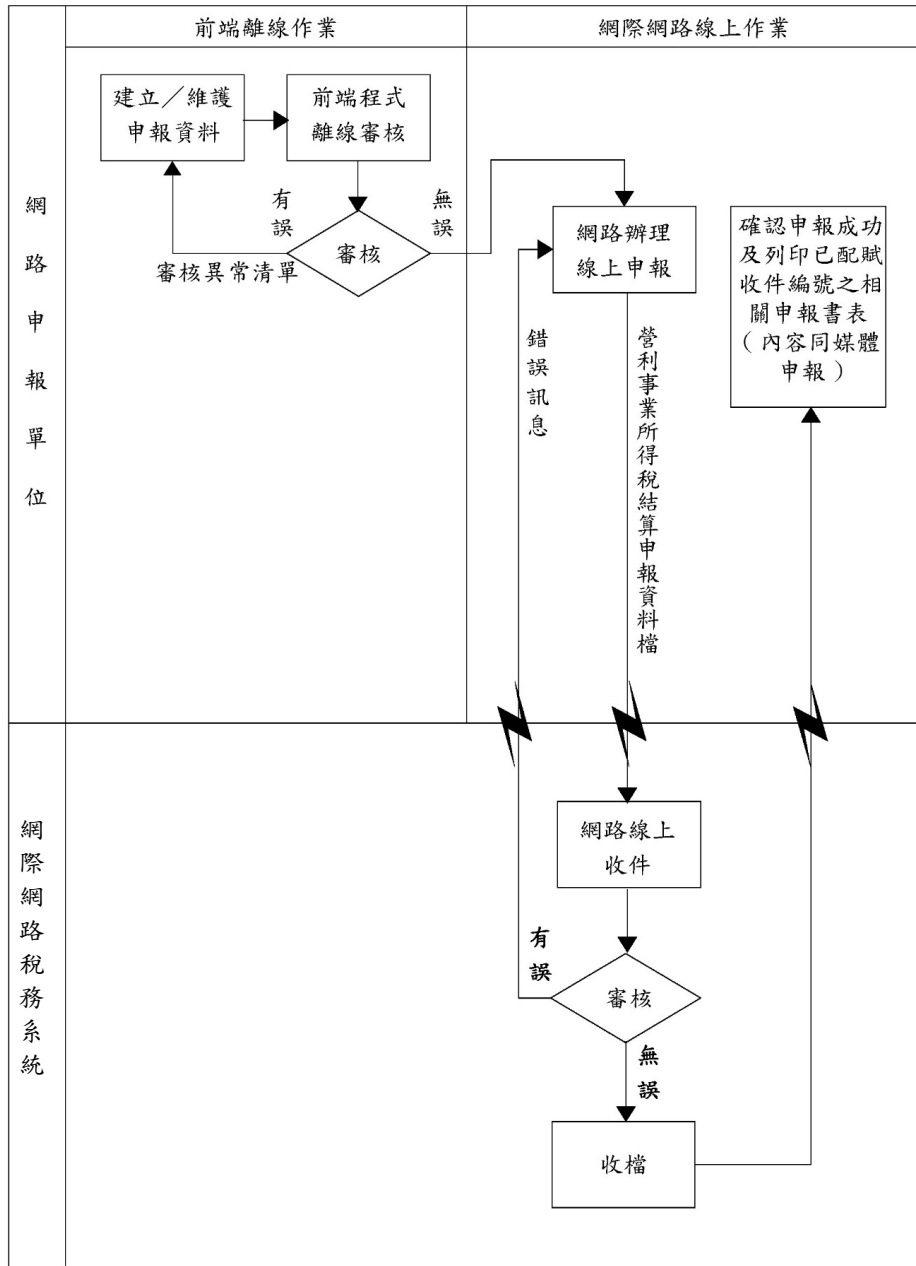 前端離線作業
網際網路線上作業
網路申報單位
建立／維護
申報資料
前端程式
離線審核
有誤
無誤
審核
審核異常清單
網路辦理
線上申報
確認申報成功
及列印已配賦
收件編號之相
關申報書表
（內容同媒體
申報）
錯誤訊息
營利事業所得稅結算申報資料檔
網際網路稅務系統
網路線上
收件
有誤
審核
無誤
收檔